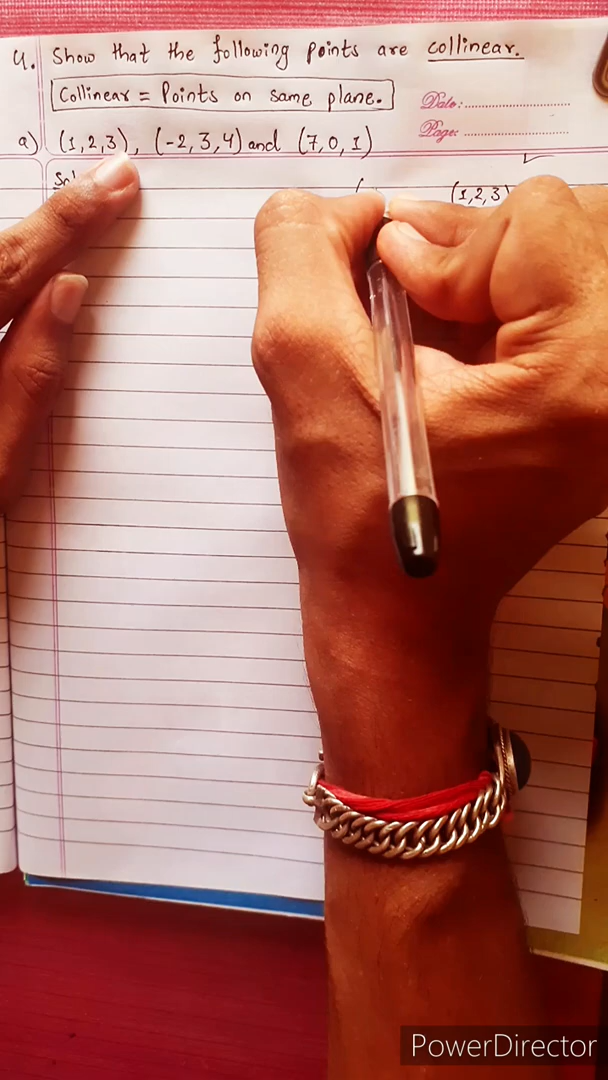 4. Show that the following points are collinear.
Collinear = Points on same plane.
Date:
Page:
a) (1,2,3), (-2,3,4) and (7,0,1)
(1,2,3)
PowerDirector